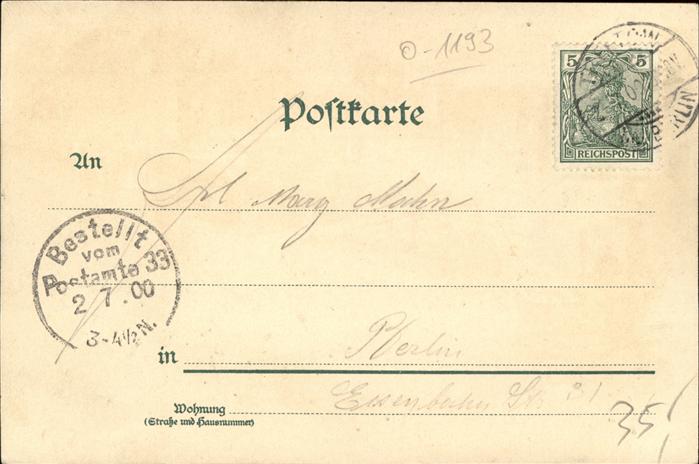 0-1193
5 5
REICHSPOST
Postkarte
An
Frl Marg Mahn
Bestellt
vom
Postamte 33
2 7.00
3-4½N.
in
Berlin
Eisenbahn Str 31
Wohnung
(Straße und Hausnummer)
35,